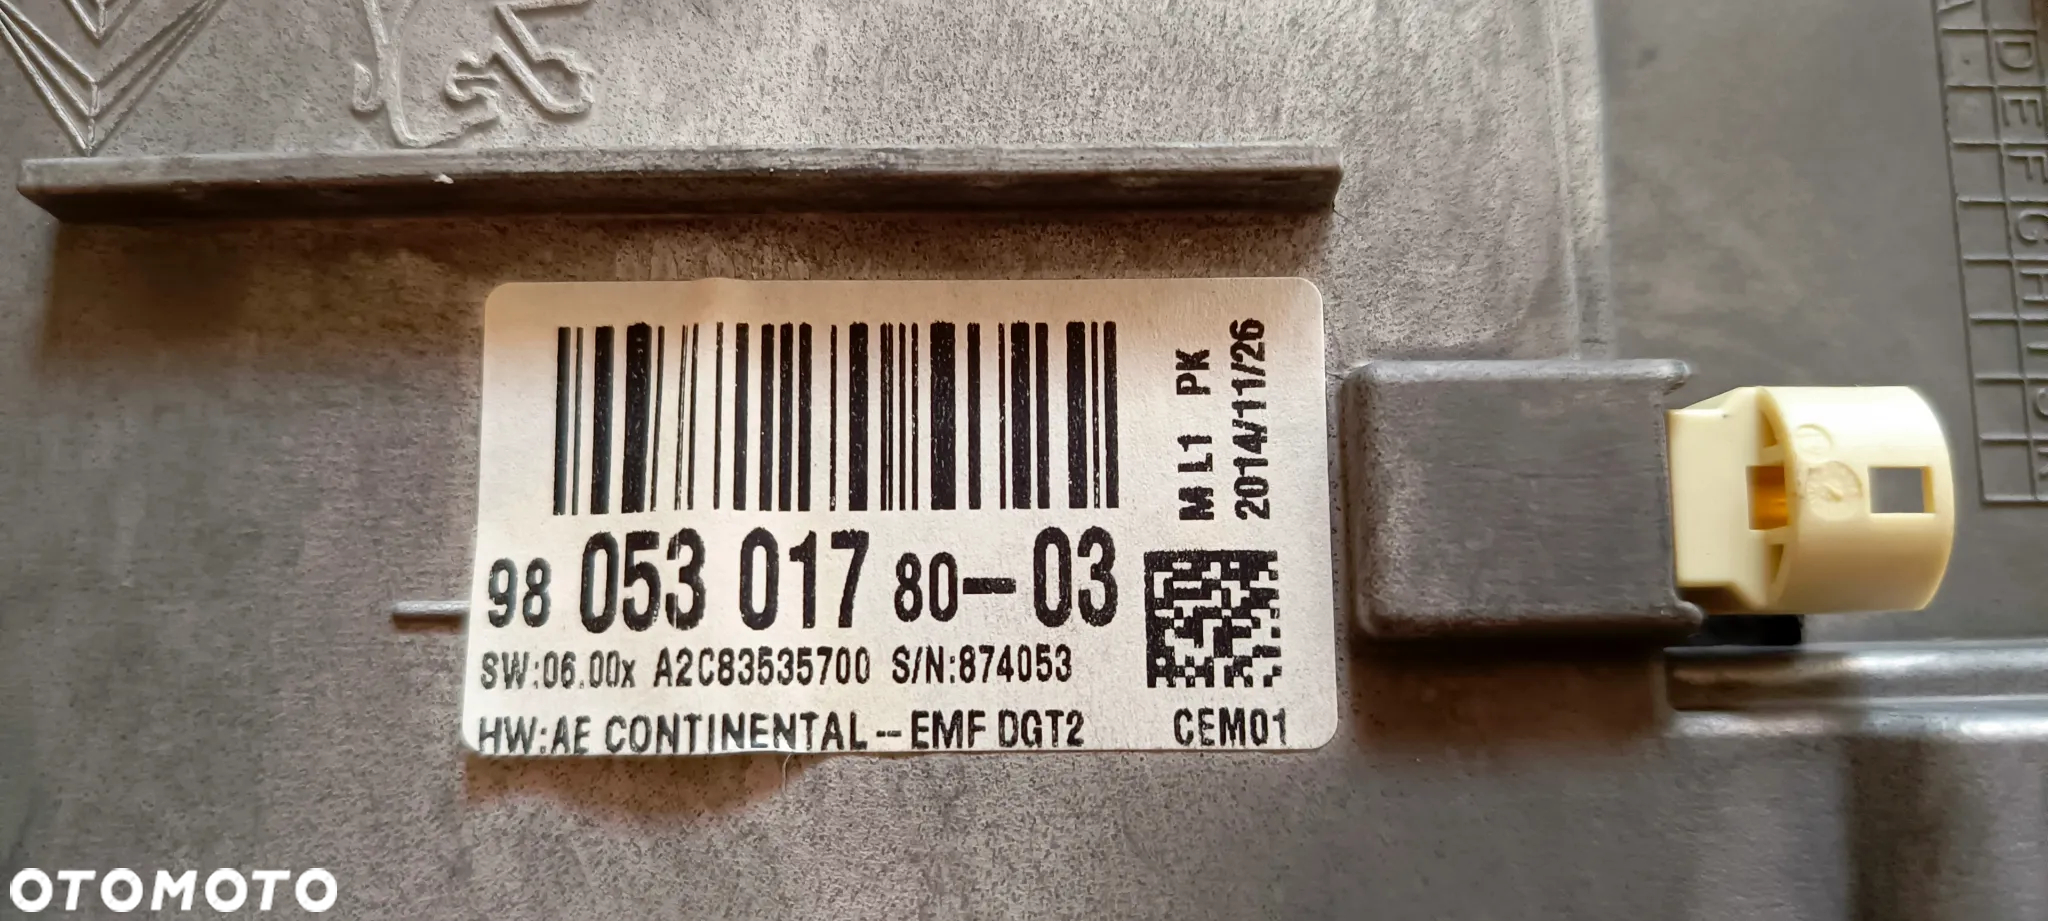 M L1 PK
2014/11/26
98 053 017 80-03
SW:06.00x A2C83535700 S/N:874053
HW:AE CONTINENTAL--EMF DGT2 CEM01
OTOMOTO